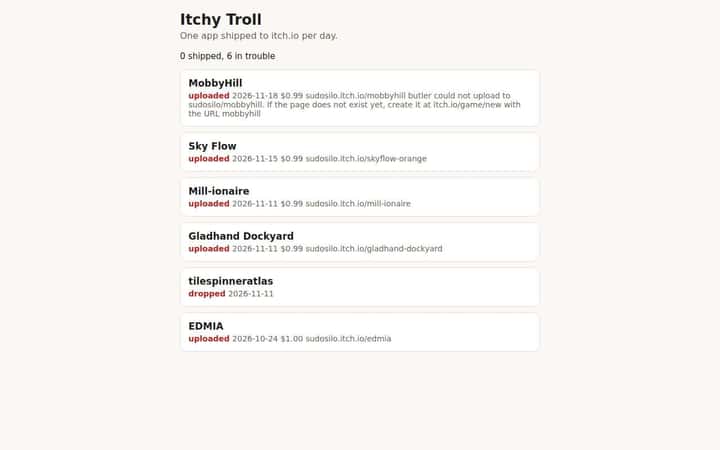 Itchy Troll
One app shipped to itch.io per day.
0 shipped, 6 in trouble
MobbyHill
uploaded 2026-11-18 $0.99 sudosilo.itch.io/mobbyhill butler could not upload to
sudosilo/mobbyhill. If the page does not exist yet, create it at itch.io/game/new with
the URL mobbyhill
Sky Flow
uploaded 2026-11-15 $0.99 sudosilo.itch.io/skyflow-orange
Mill-ionaire
uploaded 2026-11-11 $0.99 sudosilo.itch.io/mill-ionaire
Gladhand Dockyard
uploaded 2026-11-11 $0.99 sudosilo.itch.io/gladhand-dockyard
tilespinneratlas
dropped 2026-11-11
EDMIA
uploaded 2026-10-24 $1.00 sudosilo.itch.io/edmia